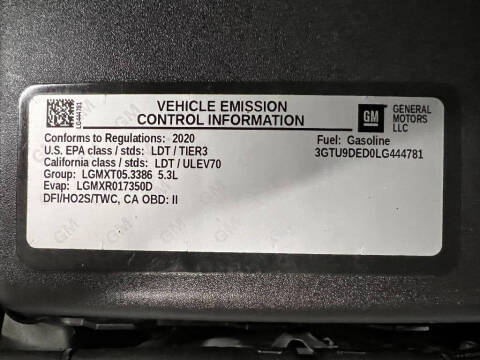 LG444781
VEHICLE EMISSION
CONTROL INFORMATION
GM
GENERAL
MOTORS
LLC
Conforms to Regulations: 2020
U.S. EPA class / stds: LDT / TIER3
California class / stds: LDT / ULEV70
Group: LGMXT05.3386 5.3L
Evap: LGMXR017350D
DFI/HO2S/TWC, CA OBD: II
Fuel: Gasoline
3GTU9DED0LG444781